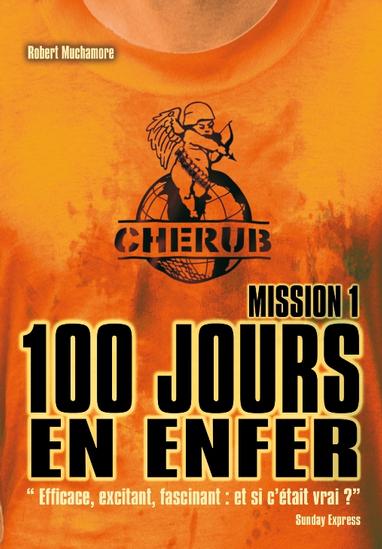 Robert Muchamore
CHERUB
MISSION 1
100 JOURS
EN ENFER
“ Efficace, excitant, fascinant : et si c'était vrai ?”
Sunday Express